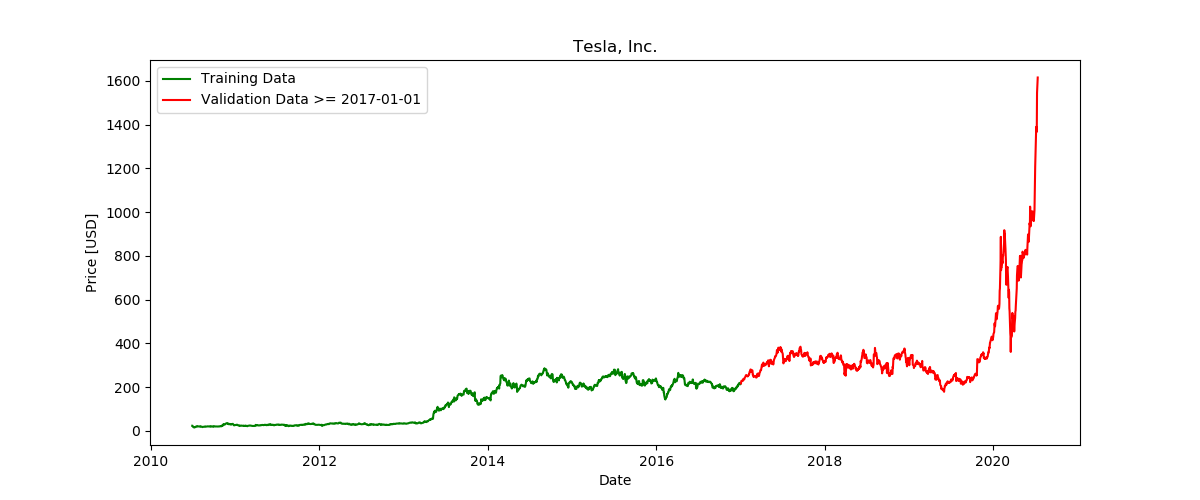 Tesla, Inc.
Training Data
Validation Data >= 2017-01-01
Price [USD]
1600
1400
1200
1000
800
600
400
200
0
2010 2012 2014 2016 2018 2020
Date